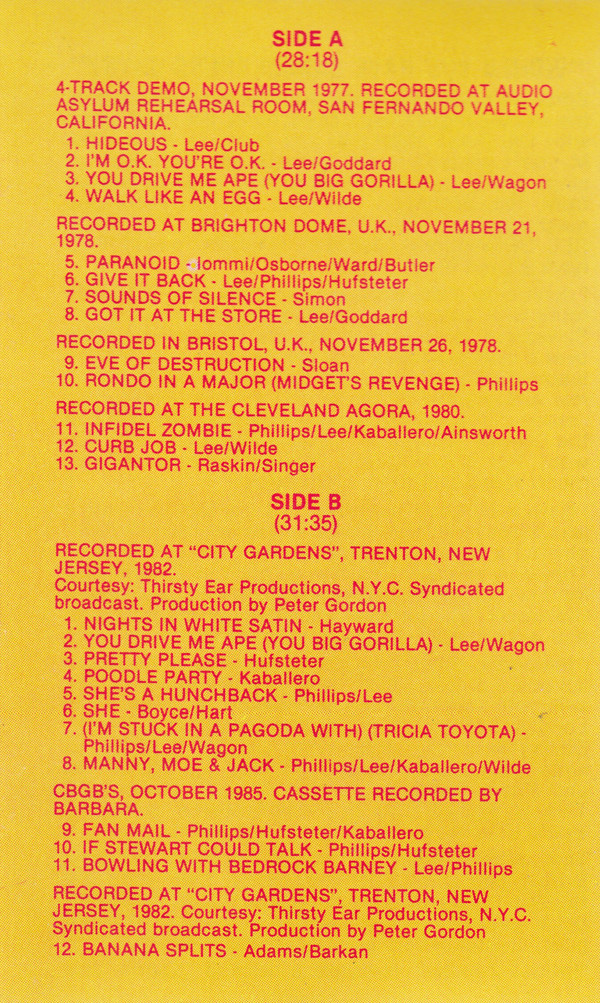 SIDE A
(28:18)
4-TRACK DEMO, NOVEMBER 1977. RECORDED AT AUDIO
ASYLUM REHEARSAL ROOM, SAN FERNANDO VALLEY,
CALIFORNIA.
1. HIDEOUS - Lee/Club
2. I'M O.K. YOU'RE O.K. - Lee/Goddard
3. YOU DRIVE ME APE (YOU BIG GORILLA) - Lee/Wagon
4. WALK LIKE AN EGG - Lee/Wilde
RECORDED AT BRIGHTON DOME, U.K., NOVEMBER 21,
1978.
5. PARANOID - Iommi/Osborne/Ward/Butler
6. GIVE IT BACK - Lee/Phillips/Hufsteter
7. SOUNDS OF SILENCE - Simon
8. GOT IT AT THE STORE - Lee/Goddard
RECORDED IN BRISTOL, U.K., NOVEMBER 26, 1978.
9. EVE OF DESTRUCTION - Sloan
10. RONDO IN A MAJOR (MIDGET'S REVENGE) - Phillips
RECORDED AT THE CLEVELAND AGORA, 1980.
11. INFIDEL ZOMBIE - Phillips/Lee/Kaballero/Ainsworth
12. CURB JOB - Lee/Wilde
13. GIGANTOR - Raskin/Singer
SIDE B
(31:35)
RECORDED AT "CITY GARDENS", TRENTON, NEW
JERSEY, 1982.
Courtesy: Thirsty Ear Productions, N.Y.C. Syndicated
broadcast. Production by Peter Gordon
1. NIGHTS IN WHITE SATIN - Hayward
2. YOU DRIVE ME APE (YOU BIG GORILLA) - Lee/Wagon
3. PRETTY PLEASE - Hufsteter
4. POODLE PARTY - Kaballero
5. SHE'S A HUNCHBACK - Phillips/Lee
6. SHE - Boyce/Hart
7. (I'M STUCK IN A PAGODA WITH) (TRICIA TOYOTA) -
Phillips/Lee/Wagon
8. MANNY, MOE & JACK - Phillips/Lee/Kaballero/Wilde
CBGB'S, OCTOBER 1985. CASSETTE RECORDED BY
BARBARA.
9. FAN MAIL - Phillips/Hufsteter/Kaballero
10. IF STEWART COULD TALK - Phillips/Hufsteter
11. BOWLING WITH BEDROCK BARNEY - Lee/Phillips
RECORDED AT "CITY GARDENS", TRENTON, NEW
JERSEY, 1982. Courtesy: Thirsty Ear Productions, N.Y.C.
Syndicated broadcast. Production by Peter Gordon
12. BANANA SPLITS - Adams/Barkan